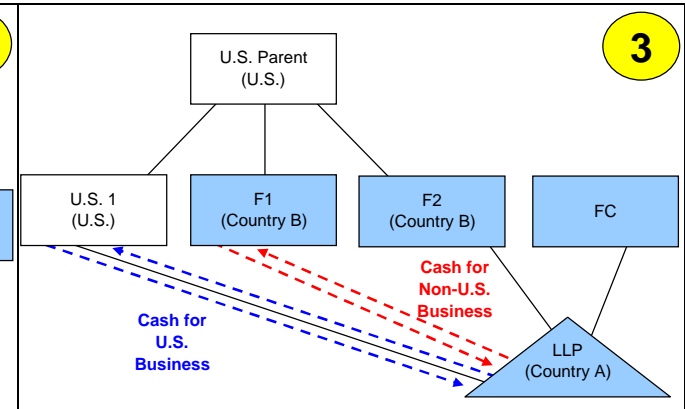 3
U.S. Parent
(U.S.)
U.S. 1
(U.S.)
F1
(Country B)
F2
(Country B)
FC
Cash for
Non-U.S.
Business
Cash for
U.S.
Business
LLP
(Country A)